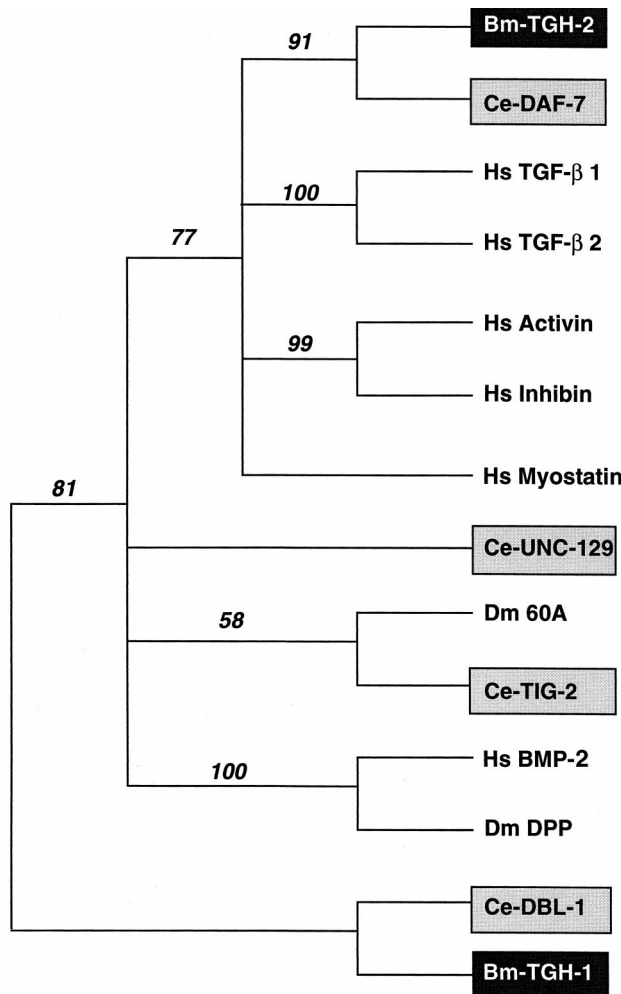 91
Bm-TGH-2
Ce-DAF-7
100
Hs TGF-β 1
Hs TGF-β 2
77
99
Hs Activin
Hs Inhibin
Hs Myostatin
81
Ce-UNC-129
58
Dm 60A
Ce-TIG-2
100
Hs BMP-2
Dm DPP
Ce-DBL-1
Bm-TGH-1